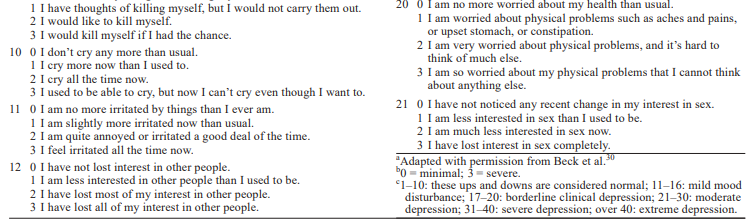 1 I have thoughts of killing myself, but I would not carry them out.
2 I would like to kill myself.
3 I would kill myself if I had the chance.
10 0 I don't cry any more than usual.
1 I cry more now than I used to.
2 I cry all the time now.
3 I used to be able to cry, but now I can't cry even though I want to.
11 0 I am no more irritated by things than I ever am.
1 I am slightly more irritated now than usual.
2 I am quite annoyed or irritated a good deal of the time.
3 I feel irritated all the time now.
12 0 I have not lost interest in other people.
1 I am less interested in other people than I used to be.
2 I have lost most of my interest in other people.
3 I have lost all of my interest in other people.
20 0 I am no more worried about my health than usual.
1 I am worried about physical problems such as aches and pains,
or upset stomach, or constipation.
2 I am very worried about physical problems, and it's hard to
think of much else.
3 I am so worried about my physical problems that I cannot think
about anything else.
21 0 I have not noticed any recent change in my interest in sex.
1 I am less interested in sex than I used to be.
2 I am much less interested in sex now.
3 I have lost interest in sex completely.
aAdapted with permission from Beck et al.30
b0 = minimal; 3 = severe.
c1–10: these ups and downs are considered normal; 11–16: mild mood
disturbance; 17–20: borderline clinical depression; 21–30: moderate
depression; 31–40: severe depression; over 40: extreme depression.